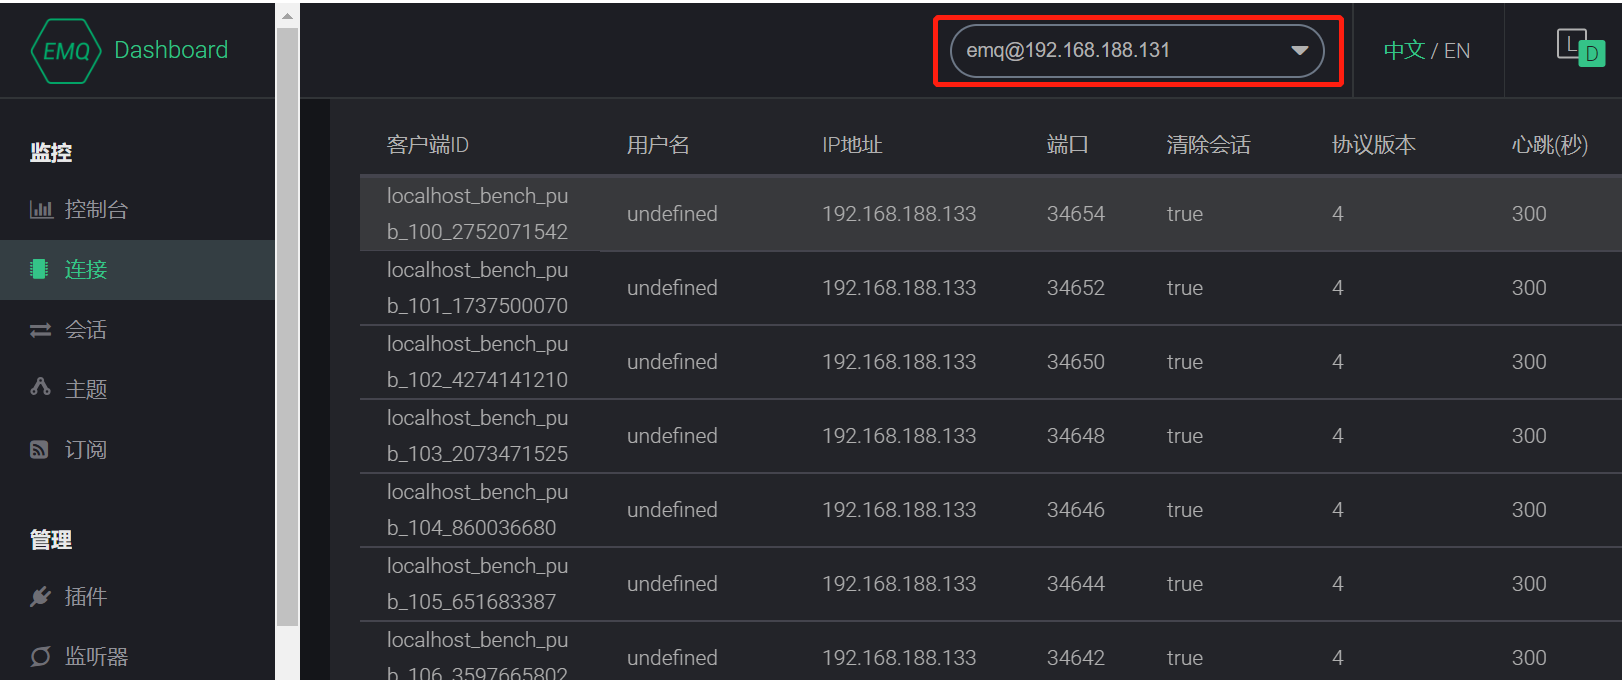 EMQ Dashboard
emq@192.168.188.131
中文 / EN
L
D
监控
控制台
连接
会话
主题
订阅
管理
插件
监听器
客户端ID 用户名 IP地址 端口 清除会话 协议版本 心跳(秒)
localhost_bench_pu
b_100_2752071542 undefined 192.168.188.133 34654 true 4 300
localhost_bench_pu
b_101_1737500070 undefined 192.168.188.133 34652 true 4 300
localhost_bench_pu
b_102_4274141210 undefined 192.168.188.133 34650 true 4 300
localhost_bench_pu
b_103_2073471525 undefined 192.168.188.133 34648 true 4 300
localhost_bench_pu
b_104_860036680 undefined 192.168.188.133 34646 true 4 300
localhost_bench_pu
b_105_651683387 undefined 192.168.188.133 34644 true 4 300
localhost_bench_pu
b_106_3597665802 undefined 192.168.188.133 34642 true 4 300